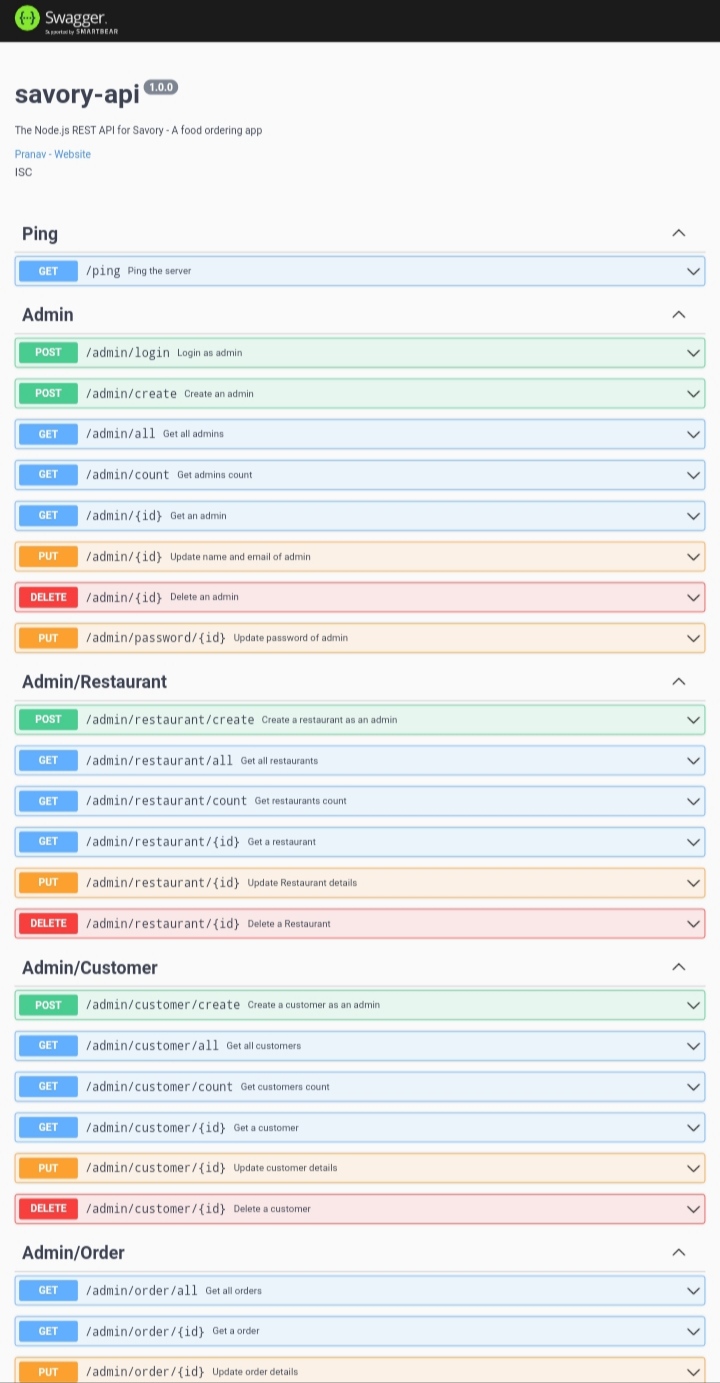 Swagger.
Supported by SMARTBEAR
savory-api 1.0.0
The Node.js REST API for Savory - A food ordering app
Pranav - Website
ISC
Ping
GET /ping Ping the server
Admin
POST /admin/login Login as admin
POST /admin/create Create an admin
GET /admin/all Get all admins
GET /admin/count Get admins count
GET /admin/{id} Get an admin
PUT /admin/{id} Update name and email of admin
DELETE /admin/{id} Delete an admin
PUT /admin/password/{id} Update password of admin
Admin/Restaurant
POST /admin/restaurant/create Create a restaurant as an admin
GET /admin/restaurant/all Get all restaurants
GET /admin/restaurant/count Get restaurants count
GET /admin/restaurant/{id} Get a restaurant
PUT /admin/restaurant/{id} Update Restaurant details
DELETE /admin/restaurant/{id} Delete a Restaurant
Admin/Customer
POST /admin/customer/create Create a customer as an admin
GET /admin/customer/all Get all customers
GET /admin/customer/count Get customers count
GET /admin/customer/{id} Get a customer
PUT /admin/customer/{id} Update customer details
DELETE /admin/customer/{id} Delete a customer
Admin/Order
GET /admin/order/all Get all orders
GET /admin/order/{id} Get a order
PUT /admin/order/{id} Update order details